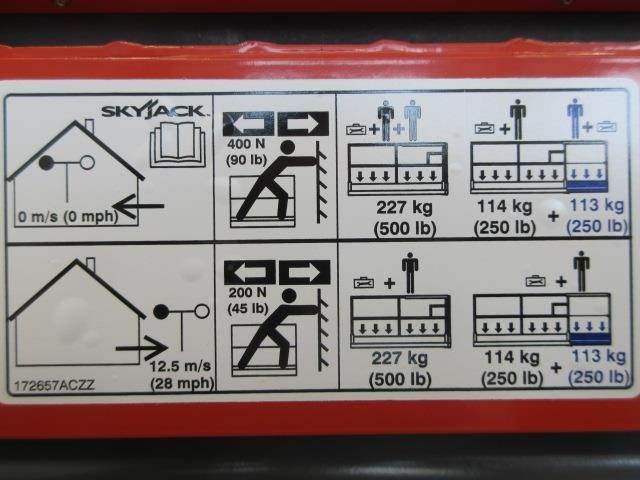 SKYJACK
0 m/s (0 mph)
400 N
(90 lb)
+ +
227 kg
(500 lb)
+ +
114 kg + 113 kg
(250 lb) (250 lb)
12.5 m/s
(28 mph)
172657ACZZ
200 N
(45 lb)
+
227 kg
(500 lb)
+
114 kg + 113 kg
(250 lb) (250 lb)